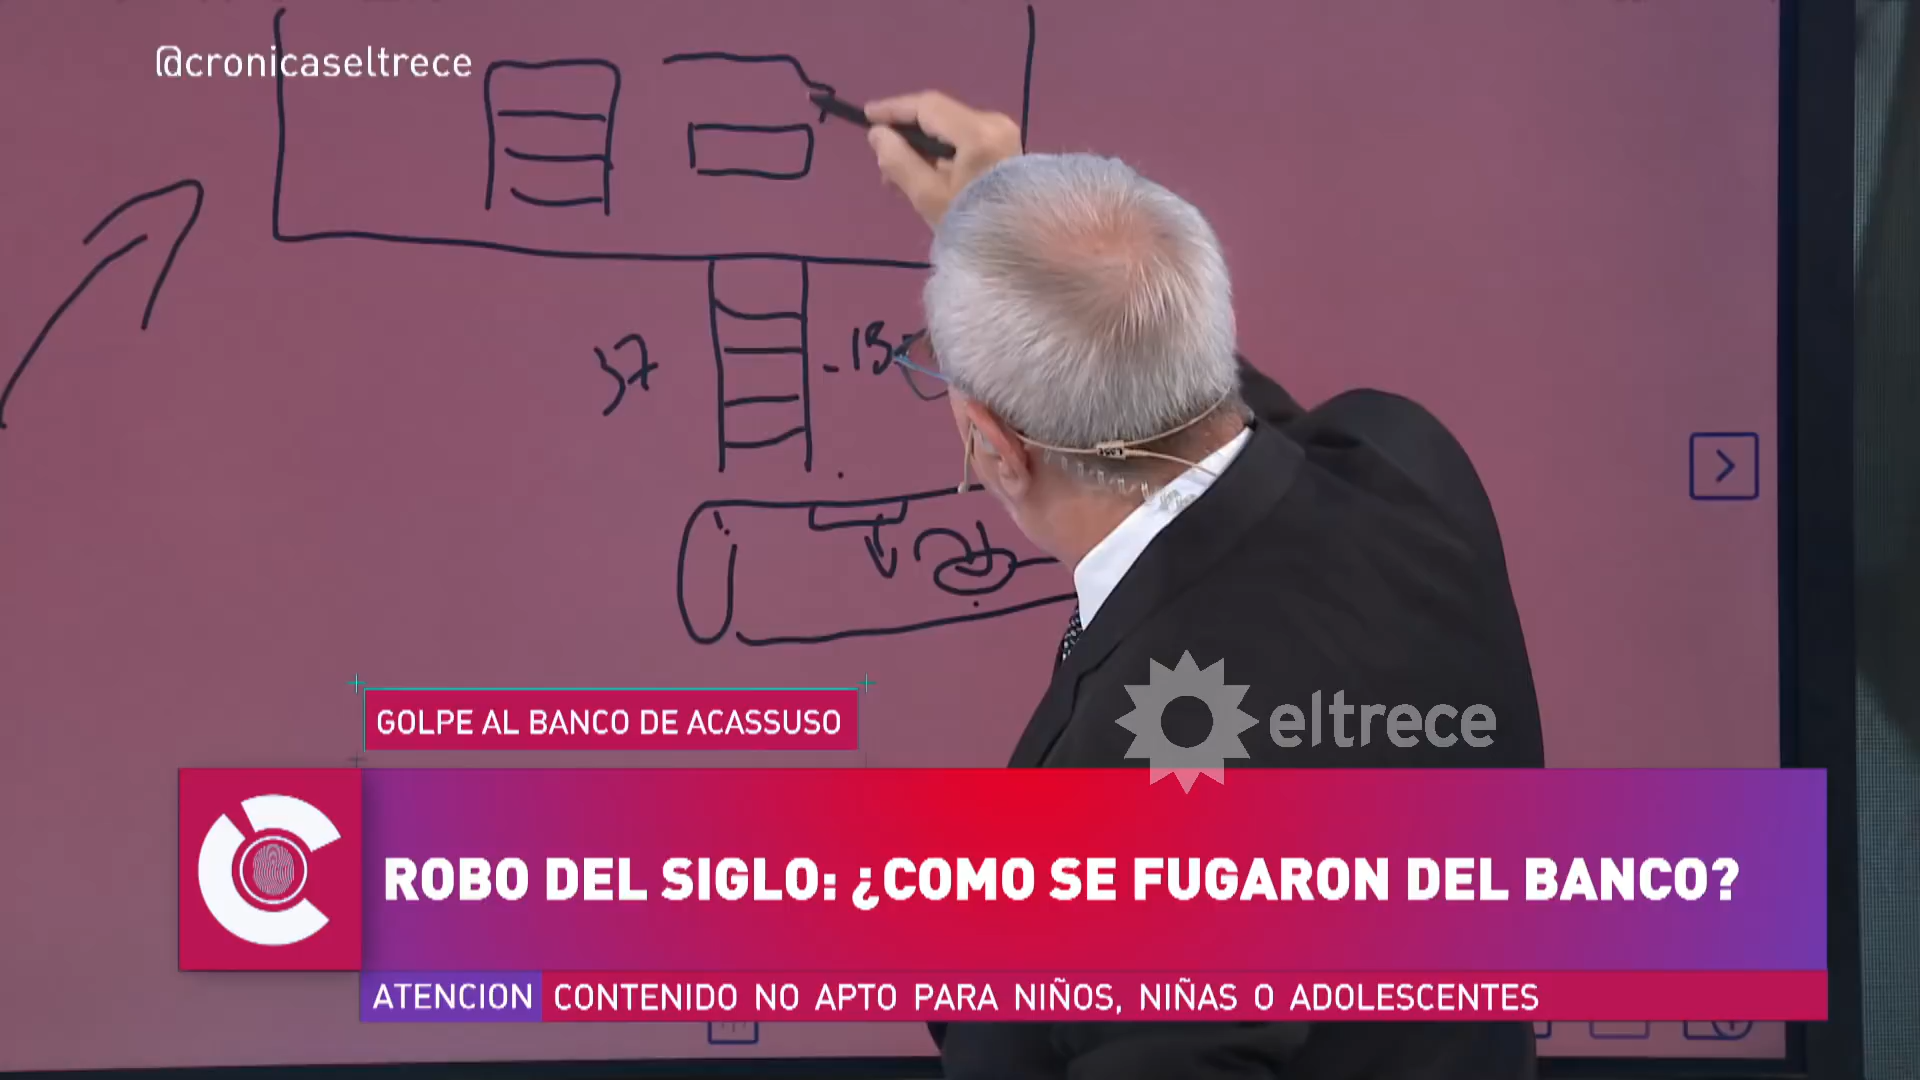 @cronicaseltrece
37
-15
GOLPE AL BANCO DE ACASSUSO
eltrece
ROBO DEL SIGLO: ¿COMO SE FUGARON DEL BANCO?
ATENCION CONTENIDO NO APTO PARA NIÑOS, NIÑAS O ADOLESCENTES